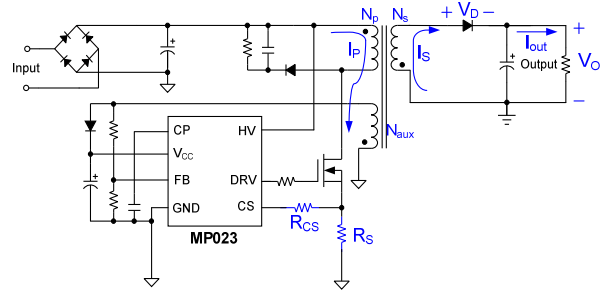 Np
Ns
+ VD −
IP
IS
Iout
+
Input
+
+
Output
VO
−
Naux
CP
HV
VCC
FB
DRV
+
GND
CS
RCS
RS
MP023